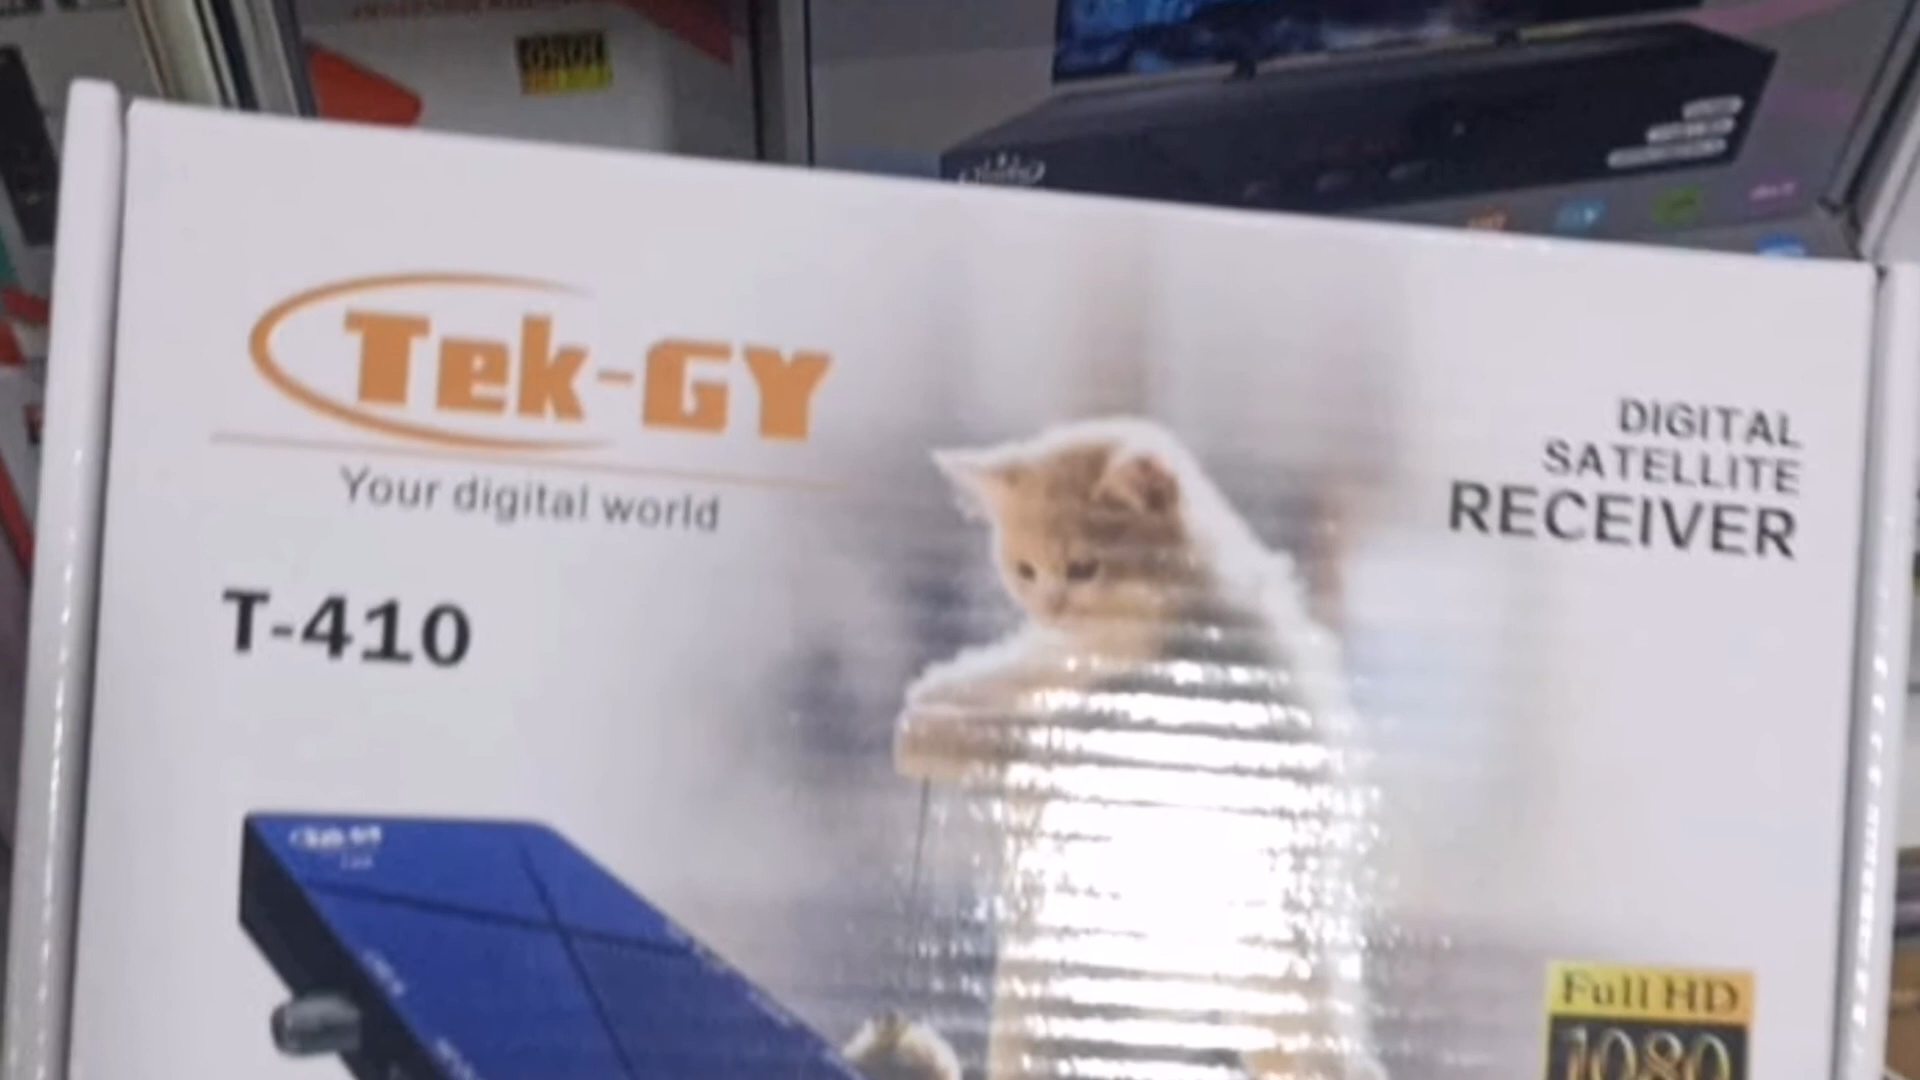 Tek-GY
Your digital world
T-410
DIGITAL
SATELLITE
RECEIVER
Full HD
1080